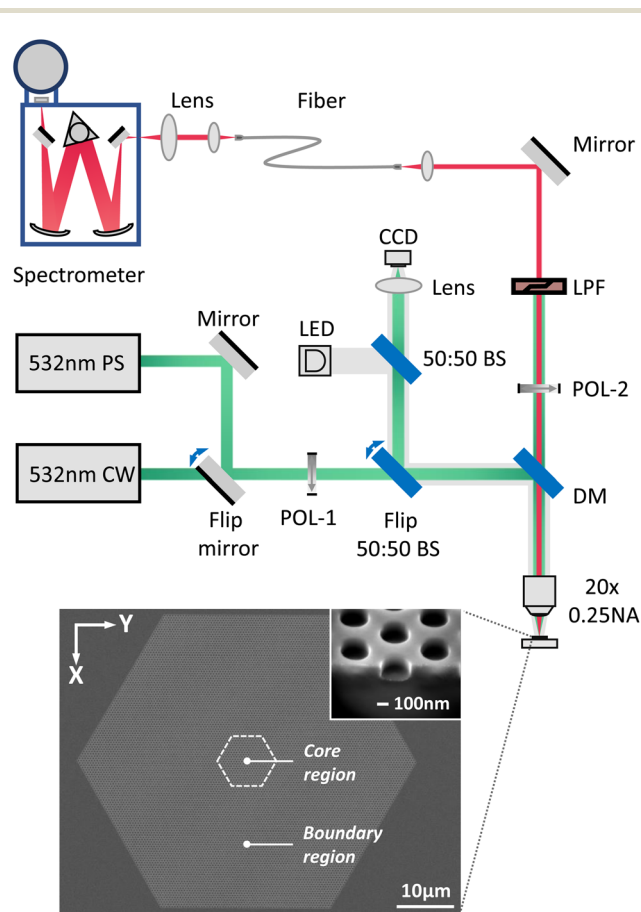 Lens
Fiber
Mirror
Spectrometer
CCD
LPF
Lens
Mirror
LED
50:50 BS
532nm PS
POL-2
532nm CW
DM
Flip
mirror
POL-1
Flip
50:50 BS
20x
0.25NA
Y
X
100nm
Core
region
Boundary
region
10μm